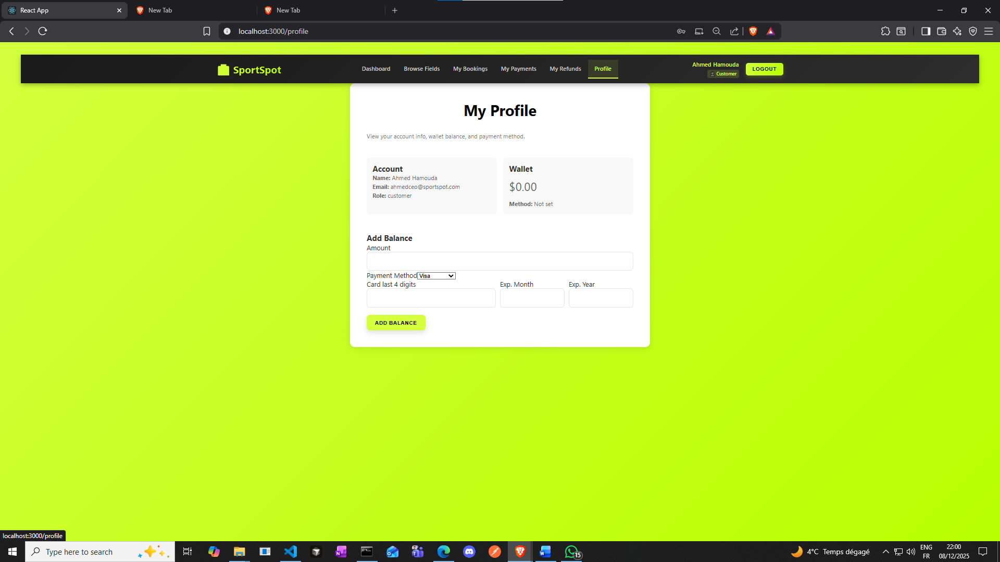 React App
New Tab
New Tab
localhost:3000/profile
SportSpot
Dashboard
Browse Fields
My Bookings
My Payments
My Refunds
Profile
Ahmed Hamouda
Customer
LOGOUT
My Profile
View your account info, wallet balance, and payment method.
Account
Name: Ahmed Hamouda
Email: ahmedceo@sportspot.com
Role: customer
Wallet
$0.00
Method: Not set
Add Balance
Amount
Payment Method Visa
Card last 4 digits
Exp. Month
Exp. Year
ADD BALANCE
localhost:3000/profile
Type here to search
15
4°C Temps dégagé
ENG
FR
22:00
08/12/2025